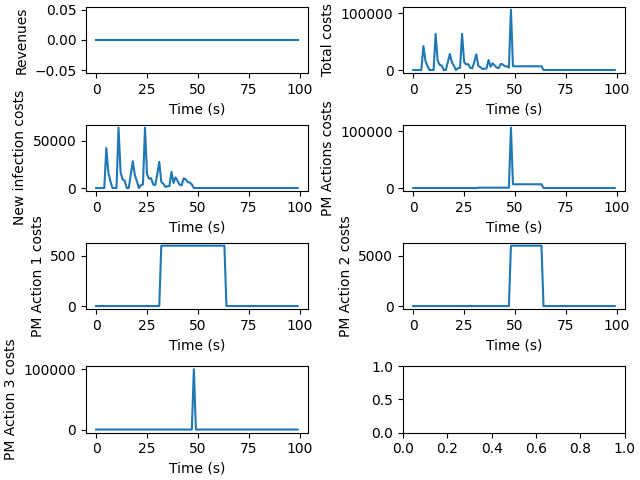 Revenues
0.05
0.00
−0.05
0 25 50 75 100
Time (s)
Total costs
100000
0
0 25 50 75 100
Time (s)
New infection costs
50000
0
0 25 50 75 100
Time (s)
PM Actions costs
100000
0
0 25 50 75 100
Time (s)
PM Action 1 costs
500
0
0 25 50 75 100
Time (s)
PM Action 2 costs
5000
0
0 25 50 75 100
Time (s)
PM Action 3 costs
100000
0
0 25 50 75 100
Time (s)
1.0
0.5
0.0
0.0 0.2 0.4 0.6 0.8 1.0